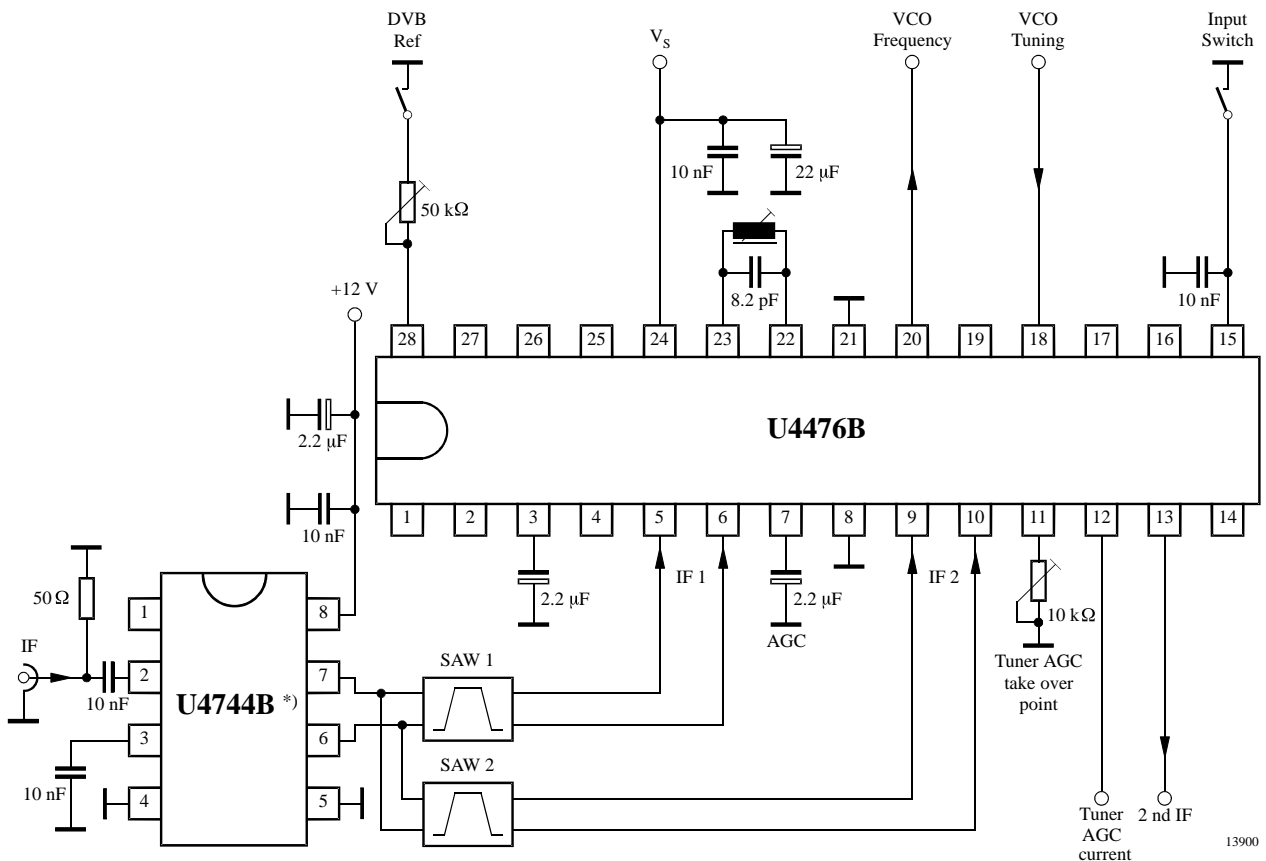 DVB
Ref
VS
VCO
Frequency
VCO
Tuning
Input
Switch
10 nF
22 µF
50 kΩ
8.2 pF
10 nF
+12 V
28 27 26 25 24 23 22 21 20 19 18 17 16 15
2.2 µF
U4476B
10 nF
1 2 3 4 5 6 7 8 9 10 11 12 13 14
IF 1
IF 2
2.2 µF
2.2 µF
AGC
10 kΩ
Tuner AGC
take over
point
50 Ω
1
8
IF
2
7
10 nF
U4744B *)
3
6
10 nF
4
5
SAW 1
SAW 2
Tuner
AGC
current
2 nd IF
13900